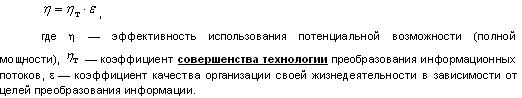 η = ηт · ε ,
где η — эффективность использования потенциальной возможности (полной
мощности), ηт — коэффициент совершенства технологии преобразования информационных
потоков, ε — коэффициент качества организации своей жизнедеятельности в зависимости от
целей преобразования информации.